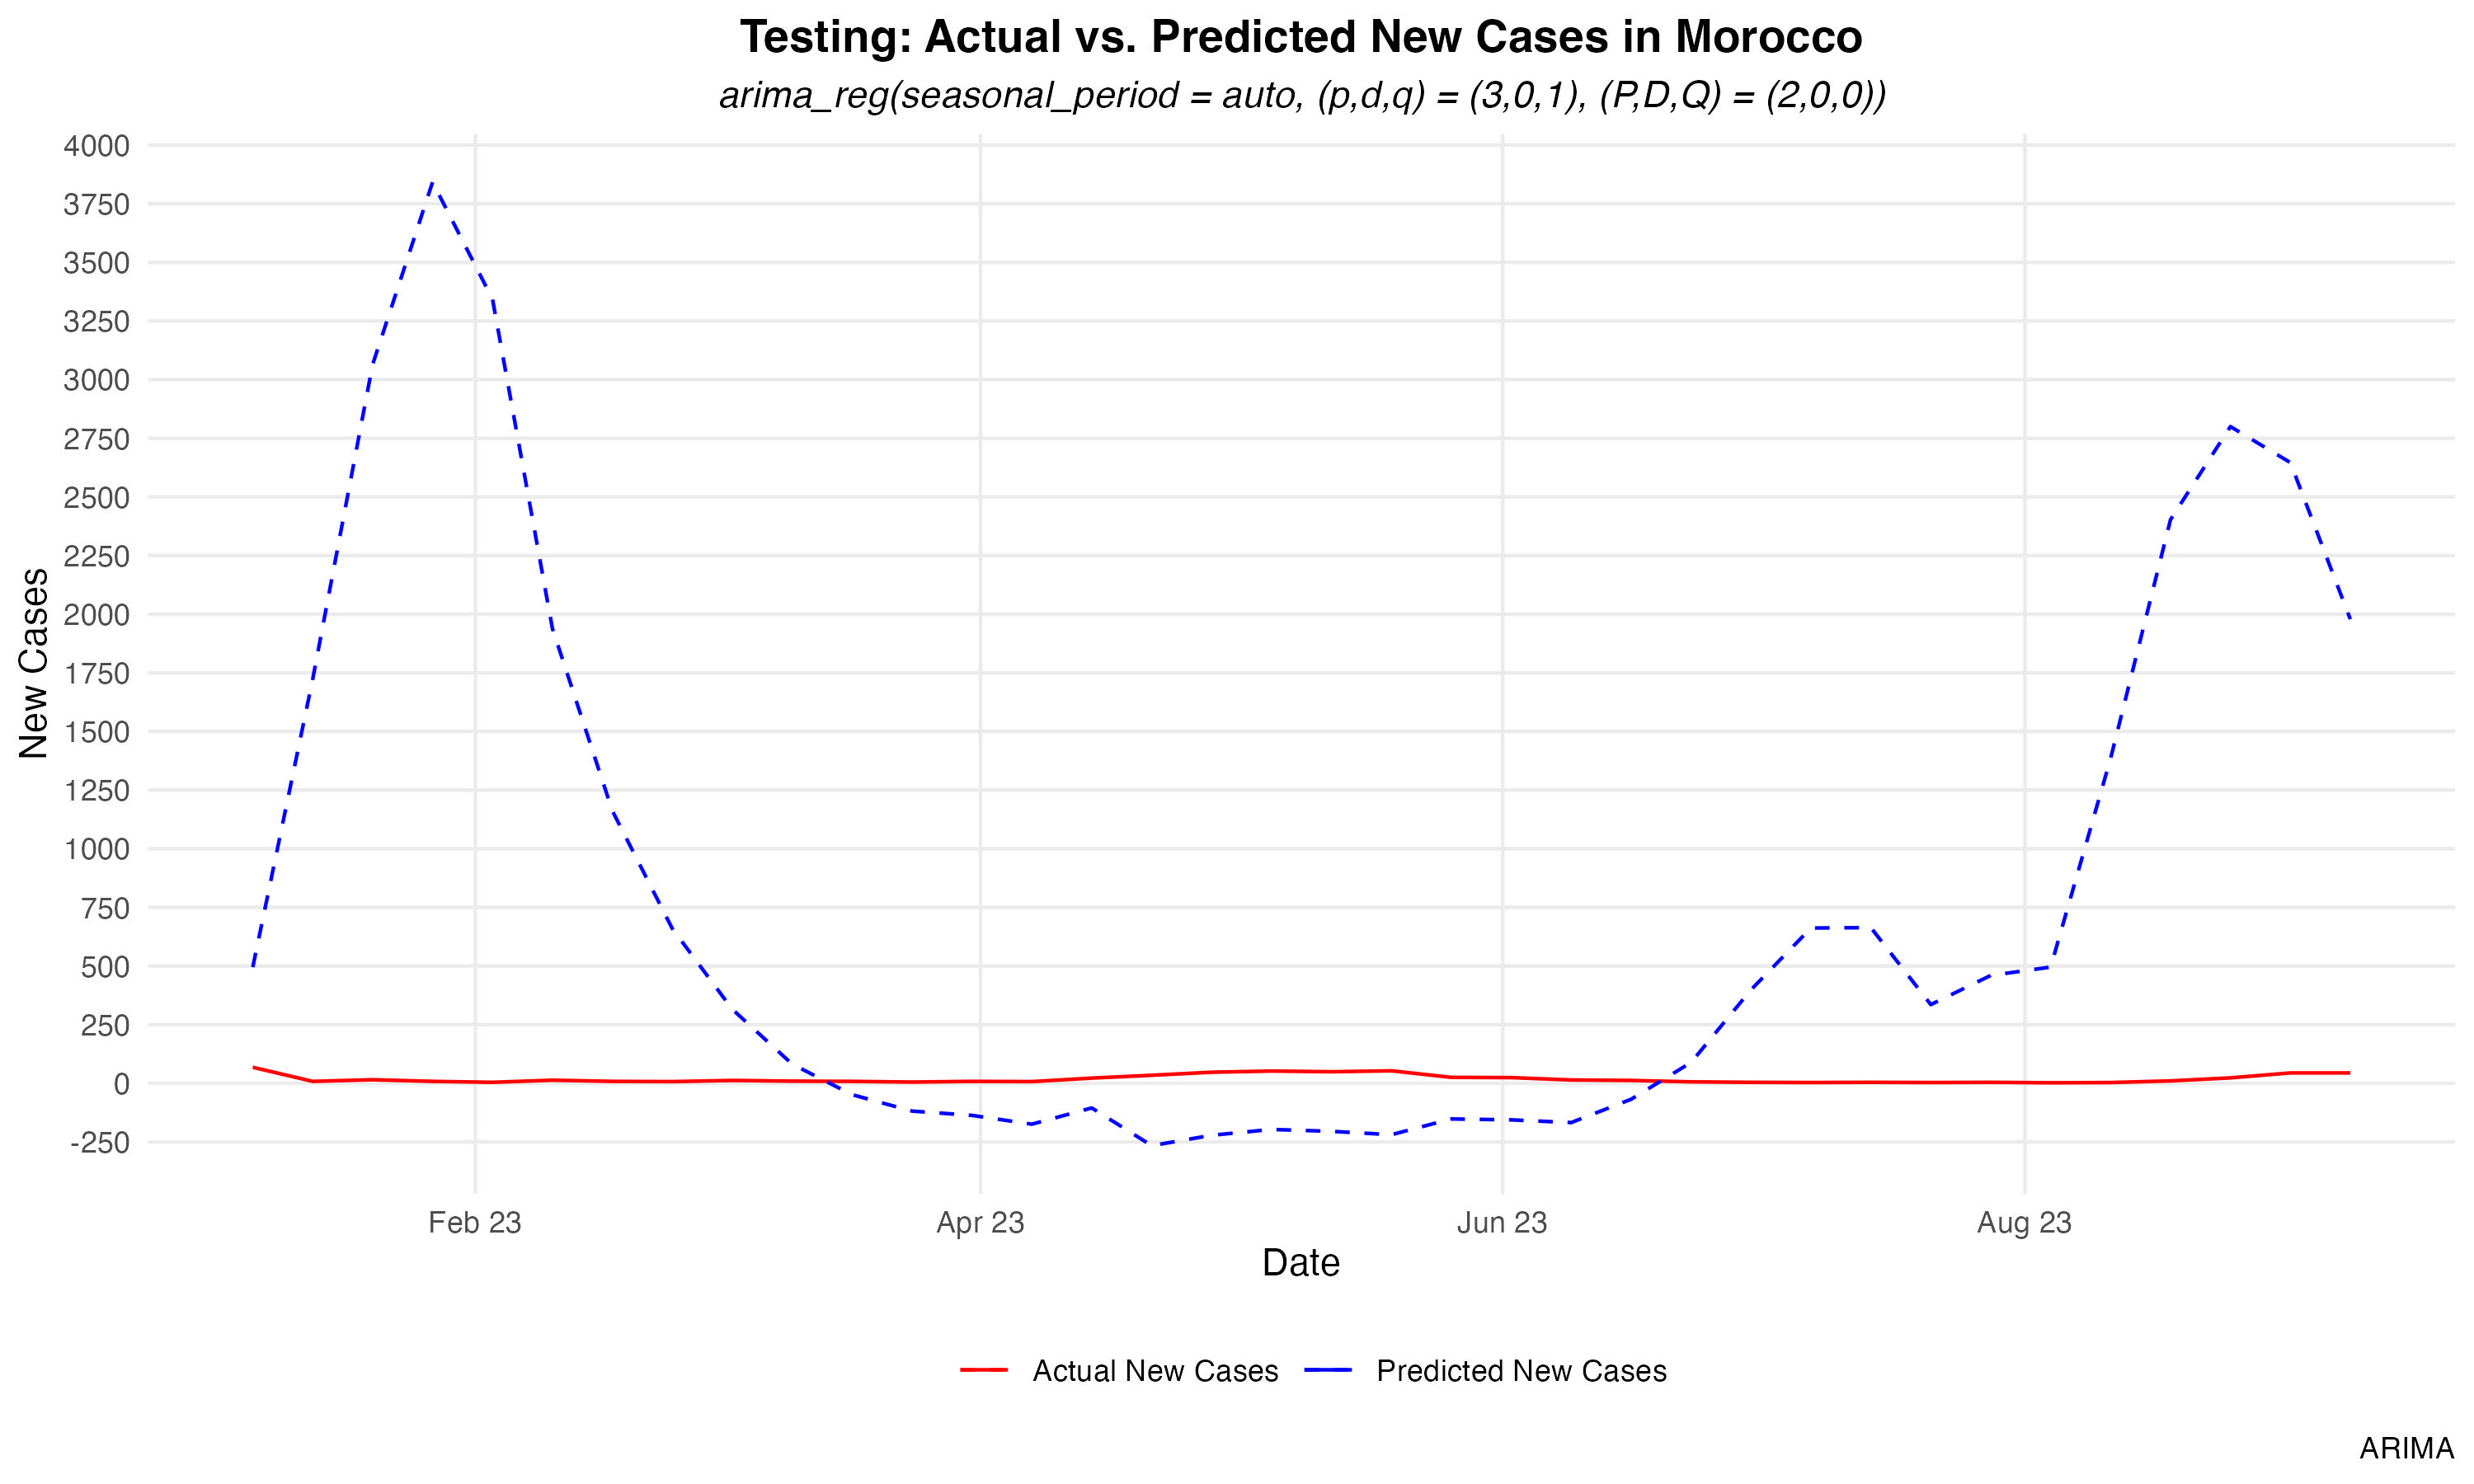 Testing: Actual vs. Predicted New Cases in Morocco
arima_reg(seasonal_period = auto, (p,d,q) = (3,0,1), (P,D,Q) = (2,0,0))
New Cases
4000
3750
3500
3250
3000
2750
2500
2250
2000
1750
1500
1250
1000
750
500
250
0
-250
Feb 23 Apr 23 Jun 23 Aug 23
Date
Actual New Cases Predicted New Cases
ARIMA